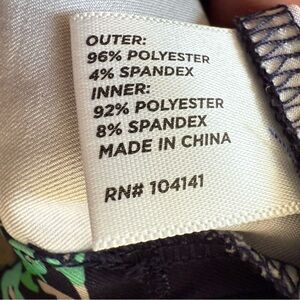 OUTER:
96% POLYESTER
4% SPANDEX
INNER:
92% POLYESTER
8% SPANDEX
MADE IN CHINA
RN# 104141